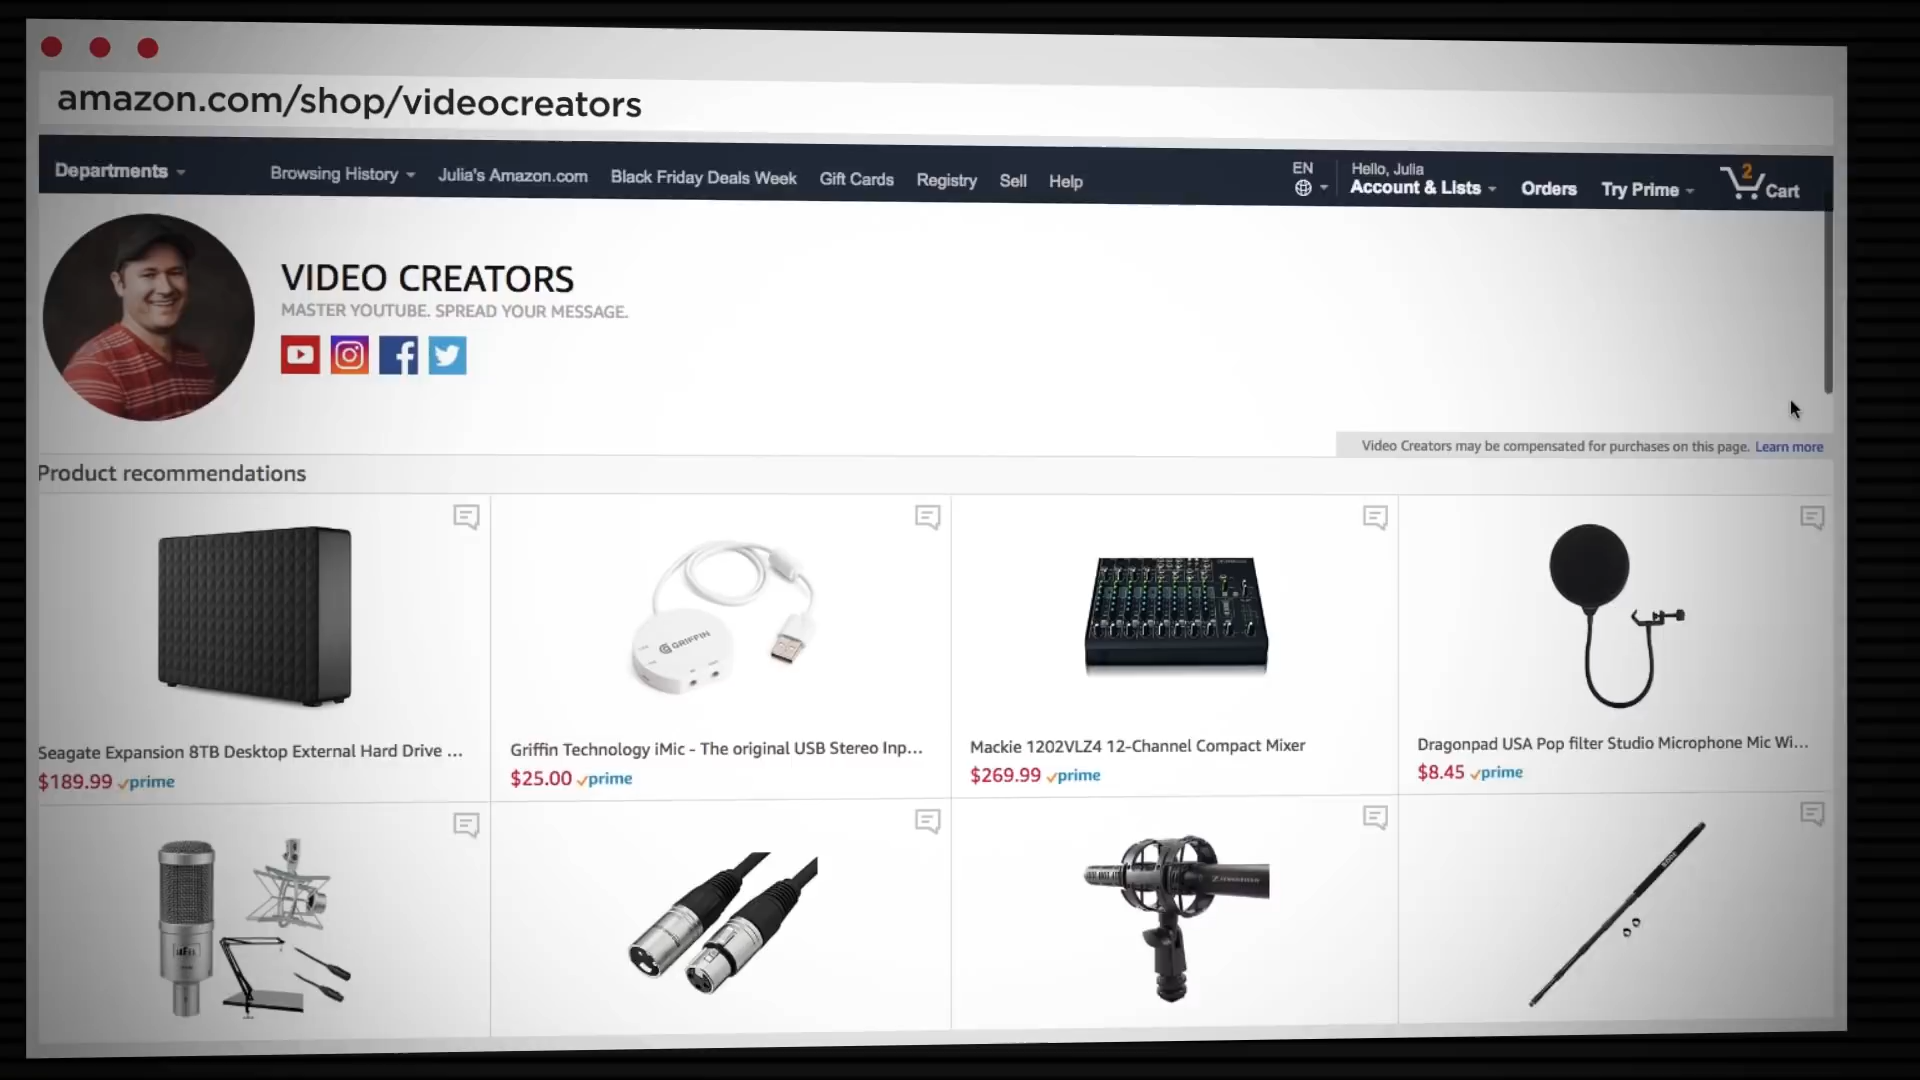 amazon.com/shop/videocreators
Departments
Browsing History
Julia's Amazon.com
Black Friday Deals Week
Gift Cards
Registry
Sell
Help
EN
Hello, Julia
Account & Lists
Orders
Try Prime
2
Cart
VIDEO CREATORS
MASTER YOUTUBE. SPREAD YOUR MESSAGE.
Video Creators may be compensated for purchases on this page. Learn more
Product recommendations
GRIFFIN
Seagate Expansion 8TB Desktop External Hard Drive ...
$189.99 prime
Griffin Technology iMic - The original USB Stereo Inp...
$25.00 prime
Mackie 1202VLZ4 12-Channel Compact Mixer
$269.99 prime
Dragonpad USA Pop filter Studio Microphone Mic Wi...
$8.45 prime